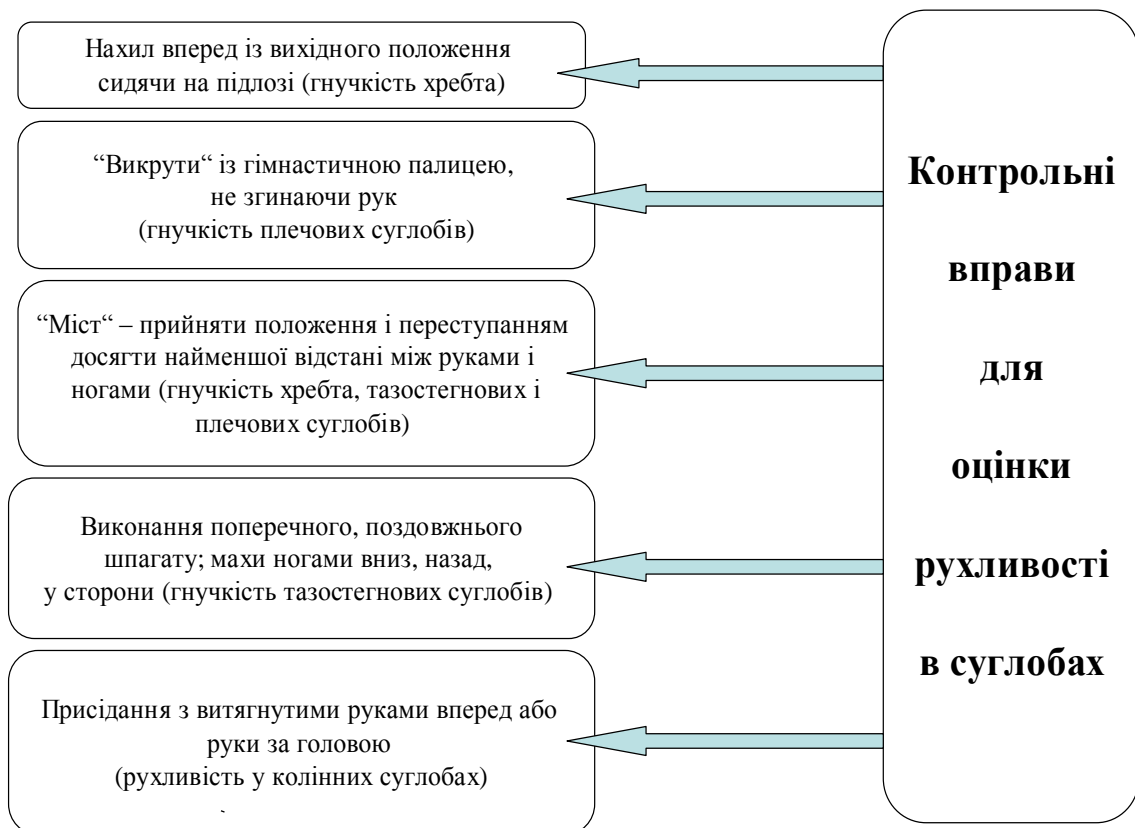 Нахил вперед із вихідного положення
сидячи на підлозі (гнучкість хребта)
“Викрути“ із гімнастичною палицею,
не згинаючи рук
(гнучкість плечових суглобів)
“Міст“ – прийняти положення і переступанням
досягти найменшої відстані між руками і
ногами (гнучкість хребта, тазостегнових і
плечових суглобів)
Виконання поперечного, поздовжнього
шпагату; махи ногами вниз, назад,
у сторони (гнучкість тазостегнових суглобів)
Присідання з витягнутими руками вперед або
руки за головою
(рухливість у колінних суглобах)
Контрольні
вправи
для
оцінки
рухливості
в суглобах